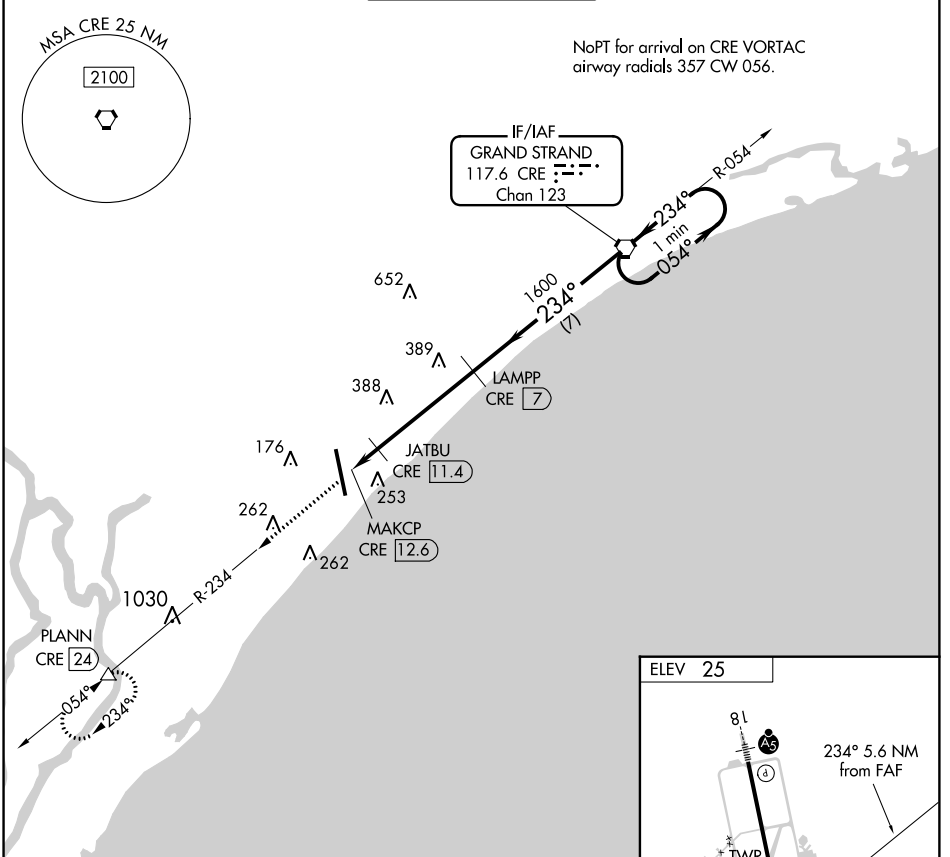 MSA CRE 25 NM
2100
NoPT for arrival on CRE VORTAC
airway radials 357 CW 056.
IF/IAF
GRAND STRAND
117.6 CRE
Chan 123
R-054
234°
1 min
054°
1600
234°
(7)
652
389
388
LAMPP
CRE 7
176
JATBU
CRE 11.4
253
262
MAKCP
CRE 12.6
262
R-234
1030
PLANN
CRE 24
054°
234°
ELEV 25
18
A5
234° 5.6 NM
from FAF
TWR